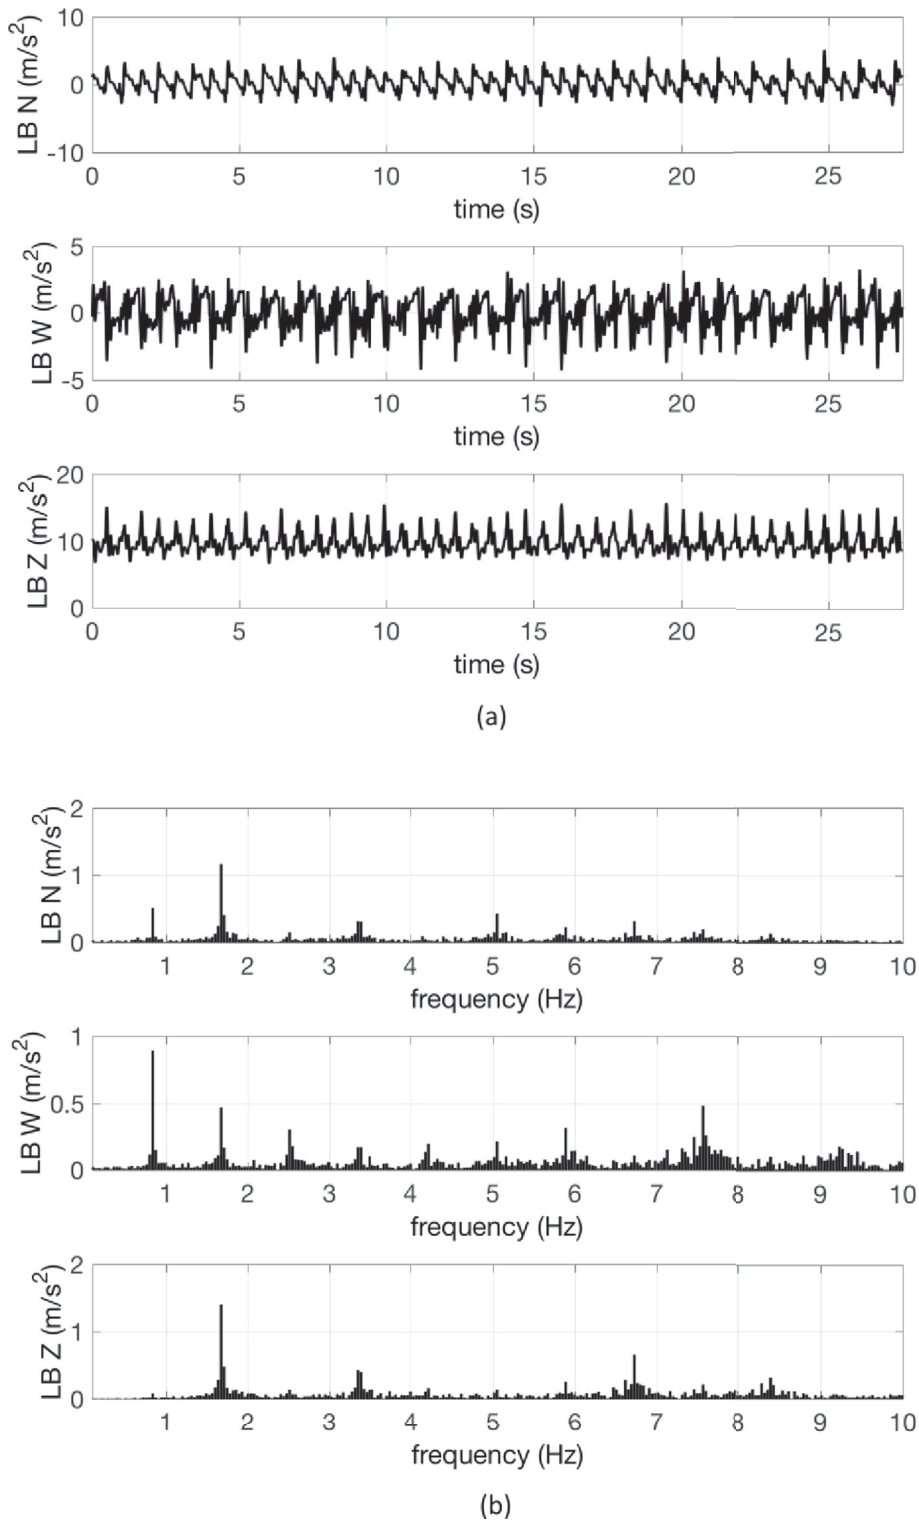 LB N (m/s²)
10
0
-10
0 5 10 15 20 25
time (s)
LB W (m/s²)
5
0
-5
0 5 10 15 20 25
time (s)
LB Z (m/s²)
20
10
0
0 5 10 15 20 25
time (s)
(a)
LB N (m/s²)
2
1
0
1 2 3 4 5 6 7 8 9 10
frequency (Hz)
LB W (m/s²)
1
0.5
0
1 2 3 4 5 6 7 8 9 10
frequency (Hz)
LB Z (m/s²)
2
1
0
1 2 3 4 5 6 7 8 9 10
frequency (Hz)
(b)